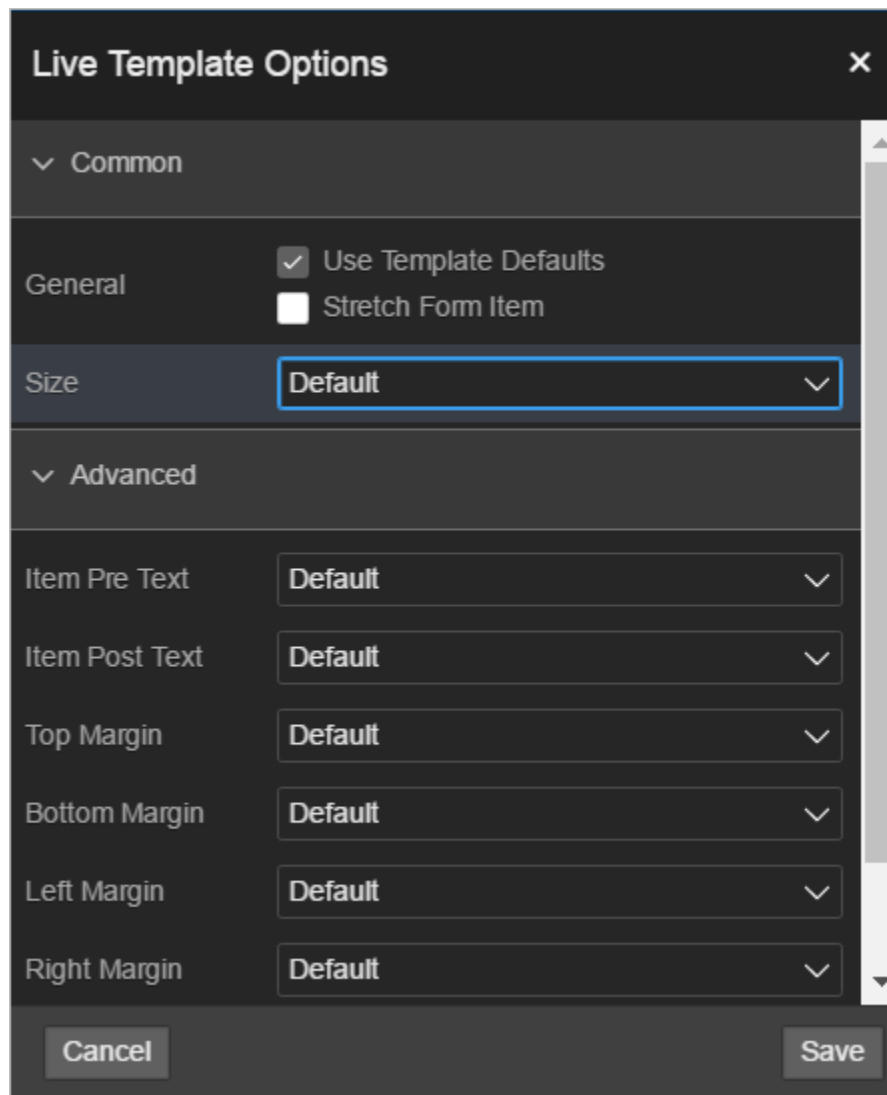 Live Template Options
Common
General
Use Template Defaults
Stretch Form Item
Size
Default
Advanced
Item Pre Text
Default
Item Post Text
Default
Top Margin
Default
Bottom Margin
Default
Left Margin
Default
Right Margin
Default
Cancel
Save